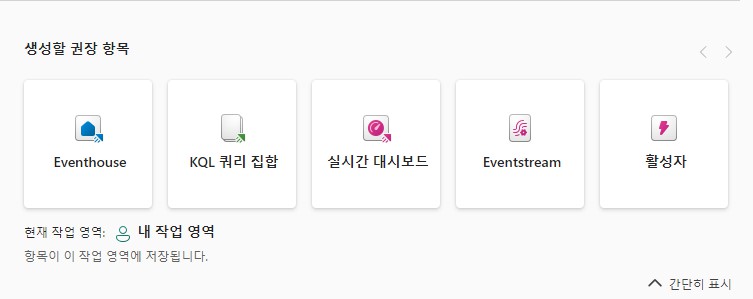 생성할 권장 항목
Eventhouse
KQL 쿼리 집합
실시간 대시보드
Eventstream
활성자
현재 작업 영역: 내 작업 영역
항목이 이 작업 영역에 저장됩니다.
간단히 표시